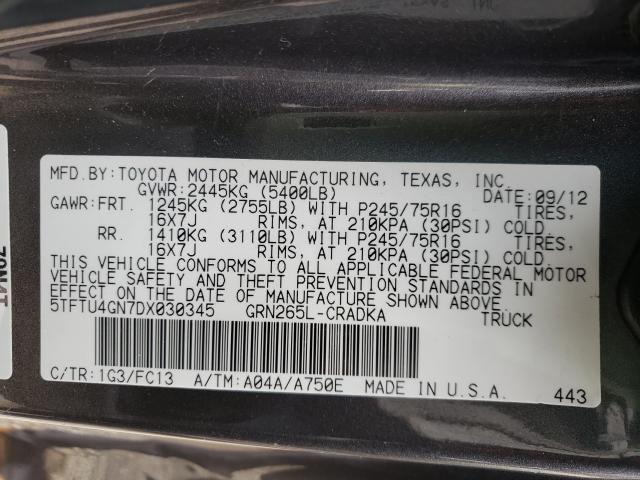 MFD.BY:TOYOTA MOTOR MANUFACTURING, TEXAS, INC.
GVWR:2445KG (5400LB) DATE:09/12
GAWR:FRT. 1245KG (2755LB) WITH P245/75R16 TIRES,
16X7J RIMS, AT 210KPA (30PSI) COLD
RR. 1410KG (3110LB) WITH P245/75R16 TIRES,
16X7J RIMS, AT 210KPA (30PSI) COLD
THIS VEHICLE CONFORMS TO ALL APPLICABLE FEDERAL MOTOR
VEHICLE SAFETY AND THEFT PREVENTION STANDARDS IN
EFFECT ON THE DATE OF MANUFACTURE SHOWN ABOVE.
5TFTU4GN7DX030345 GRN265L-CRADKA TRUCK
C/TR:1G3/FC13 A/TM:A04A/A750E MADE IN U.S.A. 443